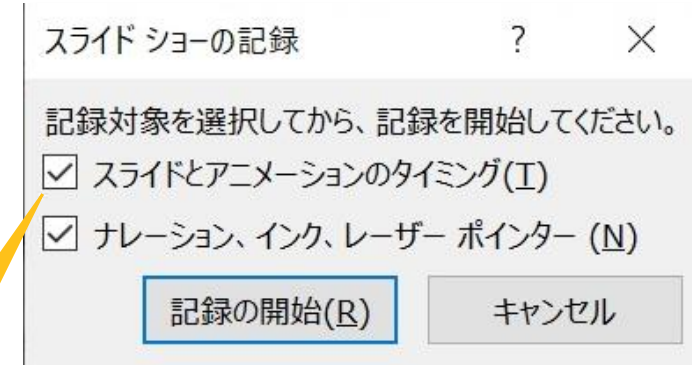 スライド ショーの記録 ?
記録対象を選択してから、記録を開始してください。
スライドとアニメーションのタイミング(T)
ナレーション、インク、レーザー ポインター (N)
記録の開始(R) キャンセル